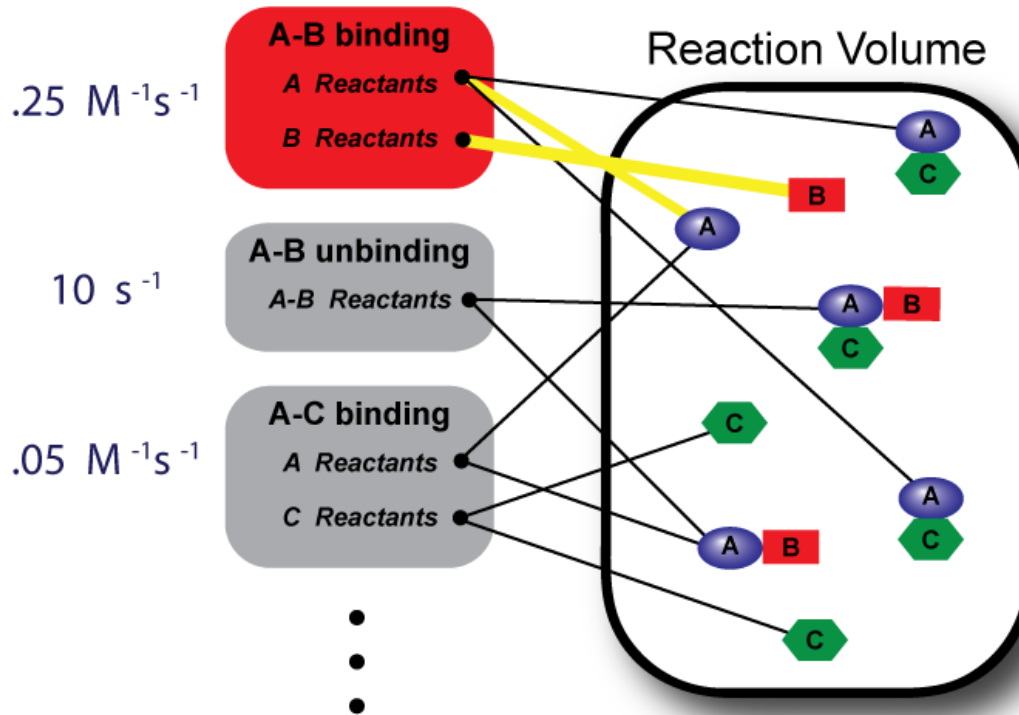 .25 M⁻¹s⁻¹
A-B binding
A Reactants
B Reactants
10 s⁻¹
A-B unbinding
A-B Reactants
.05 M⁻¹s⁻¹
A-C binding
A Reactants
C Reactants
Reaction Volume
A
C
B
A
A B
C
C
A
C
A B
C